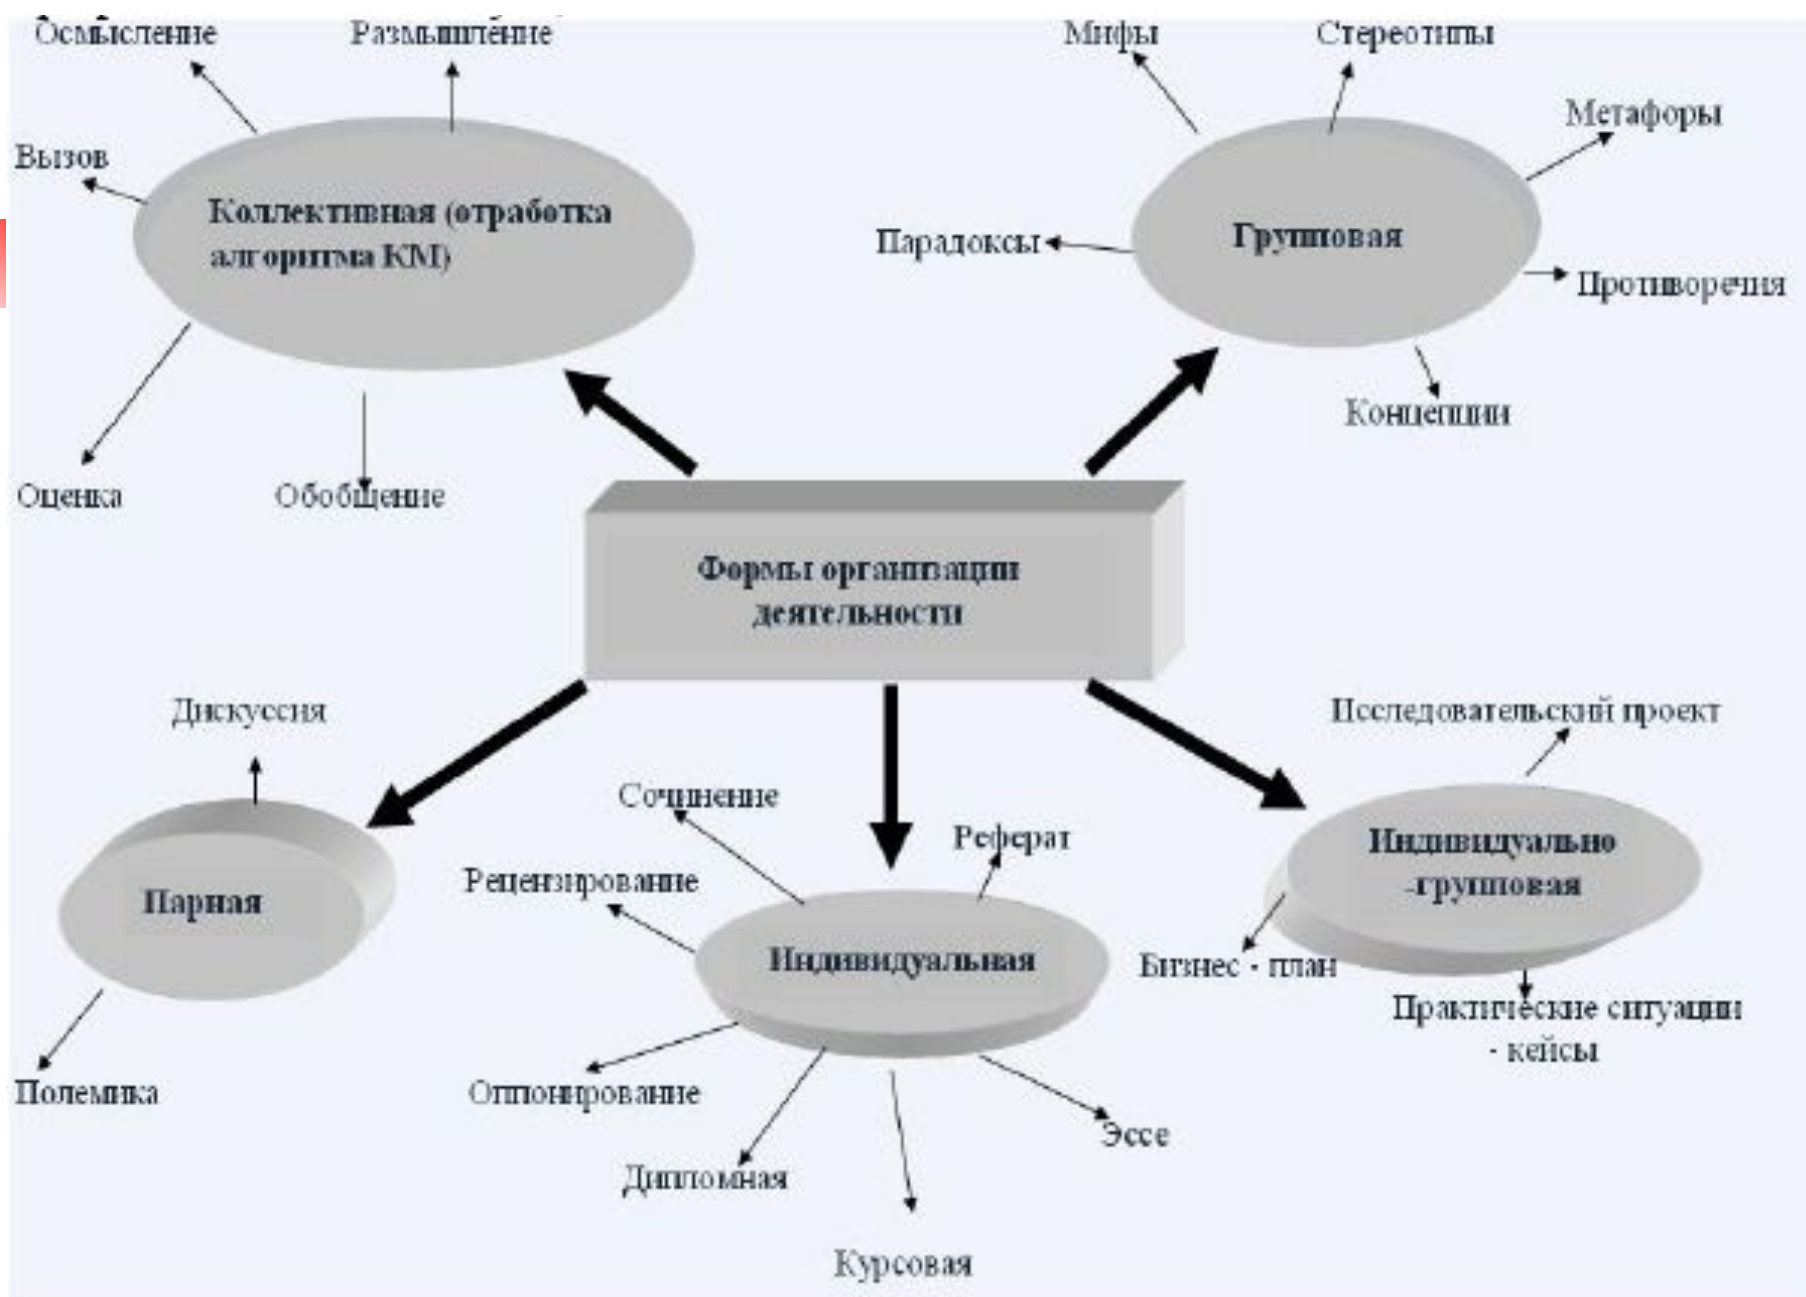 Осмысление
Размышление
Мифы
Стереотипы
Метафоры
Вызов
Коллективная (отработка
алгоритма КМ)
Парадоксы
Групповая
Противоречия
Концепции
Оценка
Обобщение
Формы организации
деятельности
Дискуссия
Исследовательский проект
Сочинение
Реферат
Рецензирование
Парная
Индивидуально
-групповая
Индивидуальная
Бизнес - план
Практические ситуации
- кейсы
Полемика
Оппонирование
Эссе
Дипломная
Курсовая